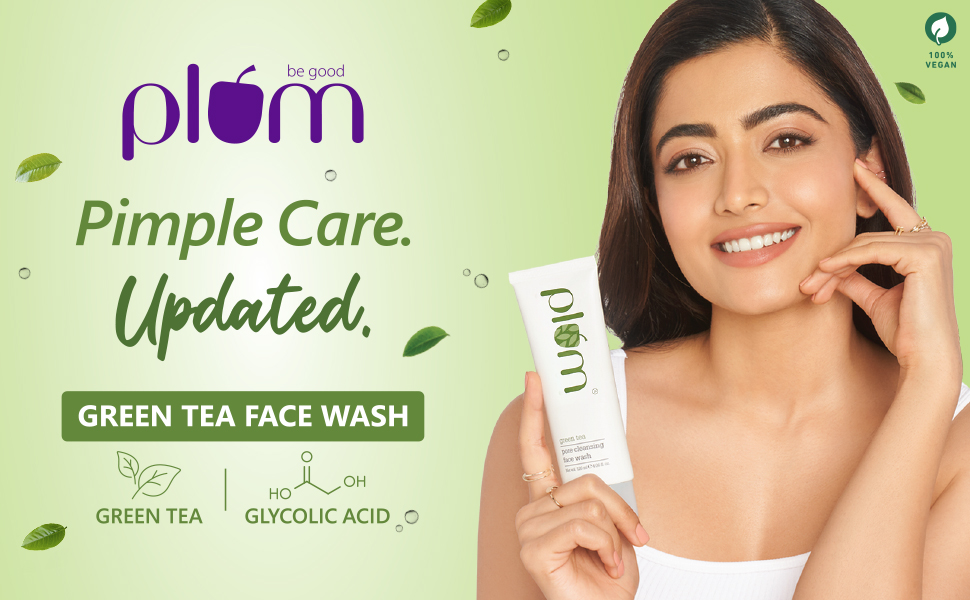 be good
plum
100%
VEGAN
Pimple Care.
Updated.
GREEN TEA FACE WASH
HO
OH
GREEN TEA
GLYCOLIC ACID
plum
green tea
pore cleansing
face wash